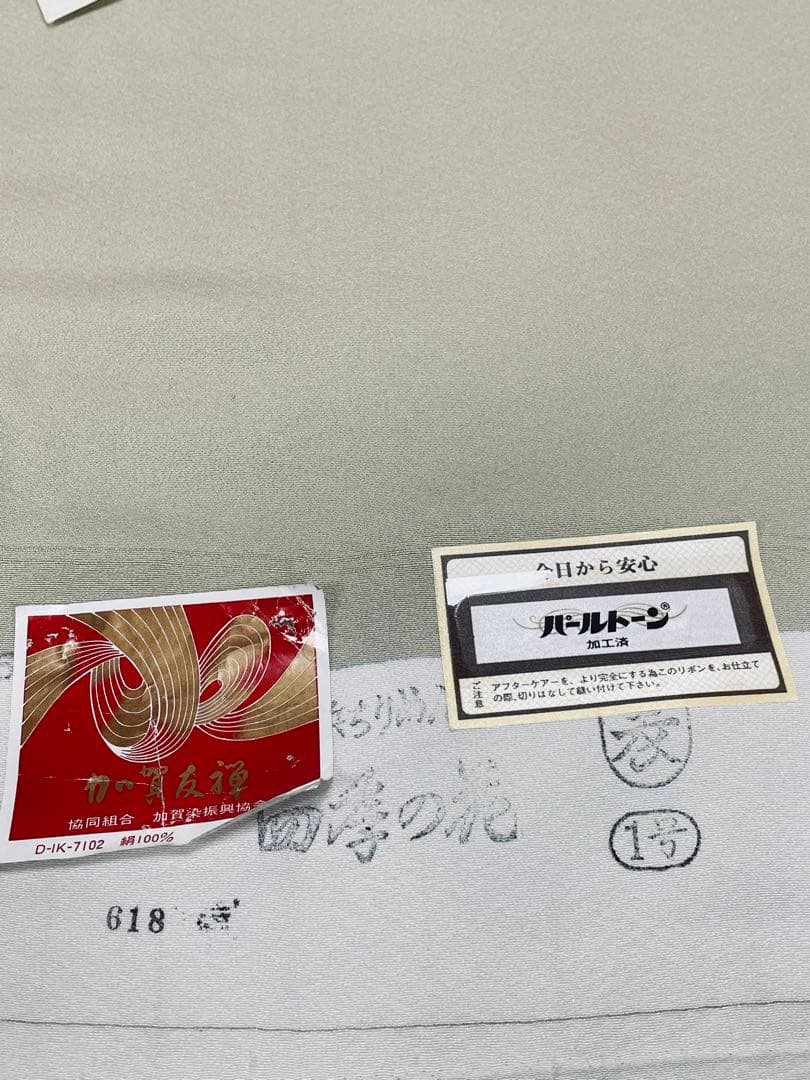 今日から安心
パールトーン®
加工済
ご注意
アフターケアーを、より完全にする為このリボンを、お仕立て
の際、切りはなして縫い付けて下さい。
加賀友禅
協同組合 加賀染振興協会
D-IK-7102 絹100%
四季の花
1号
618